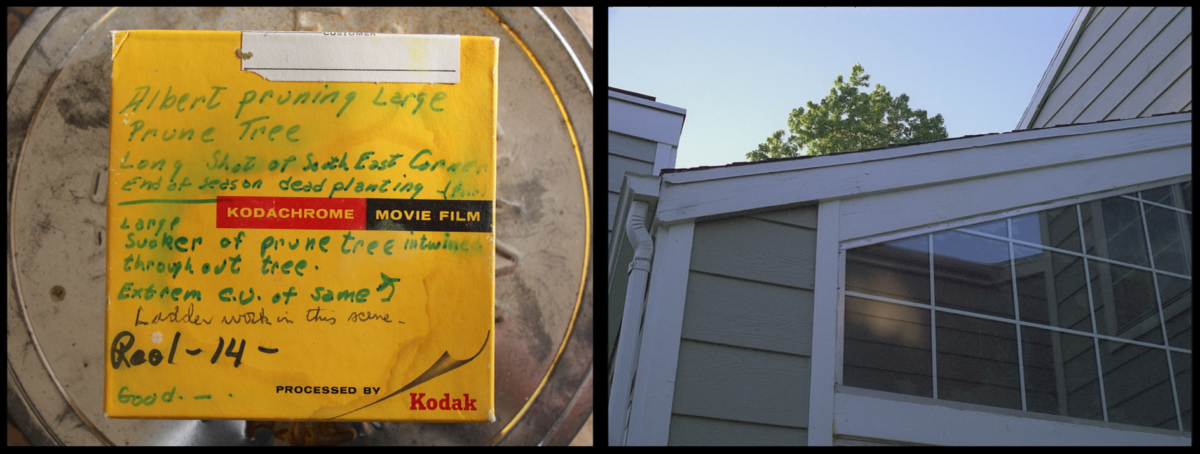 CUSTOMER
Albert pruning Large
Prune Tree
Long Shot of South East Corner
End of season dead planting
KODACHROME MOVIE FILM
Large
Sucker of prune tree intwined
throughout tree.
Extrem C.U. of same
Ladder work in this scene.
Reel-14-
Good. -.
PROCESSED BY
Kodak